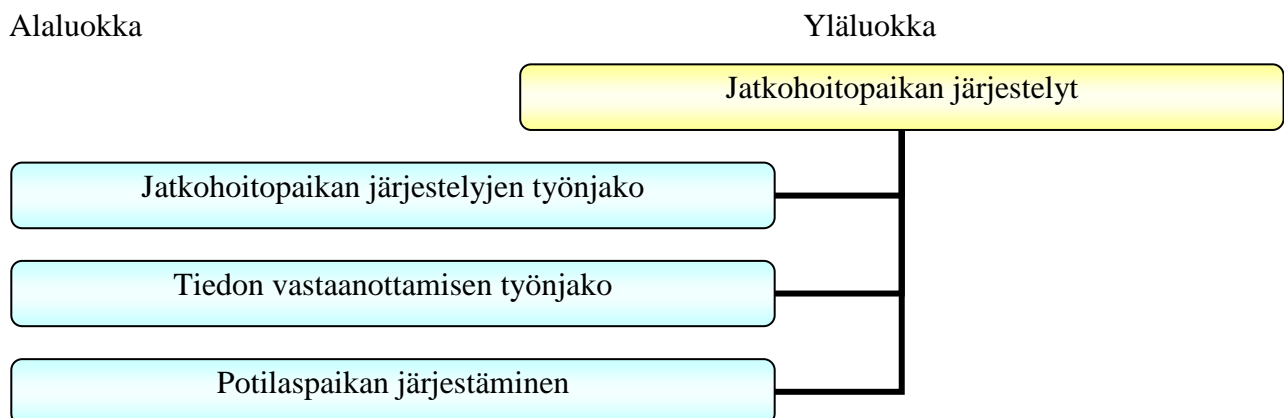 Alaluokka
Yläluokka
Jatkohoitopaikan järjestelyt
Jatkohoitopaikan järjestelyjen työnjako
Tiedon vastaanottamisen työnjako
Potilaspaikan järjestäminen